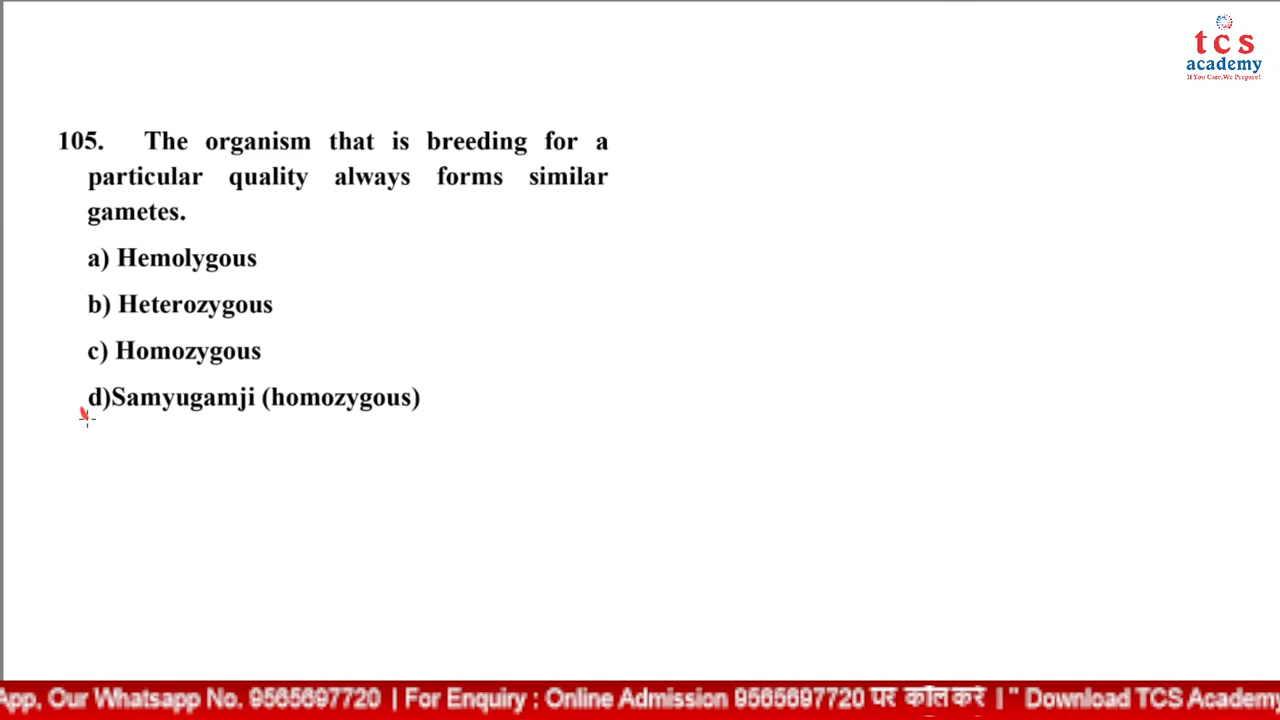 tcs
academy
If You Care,We Prepare!
105. The organism that is breeding for a
particular quality always forms similar
gametes.
a) Hemolygous
b) Heterozygous
c) Homozygous
d)Samyugamji (homozygous)
App, Our Whatsapp No. 9565697720 | For Enquiry : Online Admission 9565697720 पर कॉल करे | " Download TCS Academy